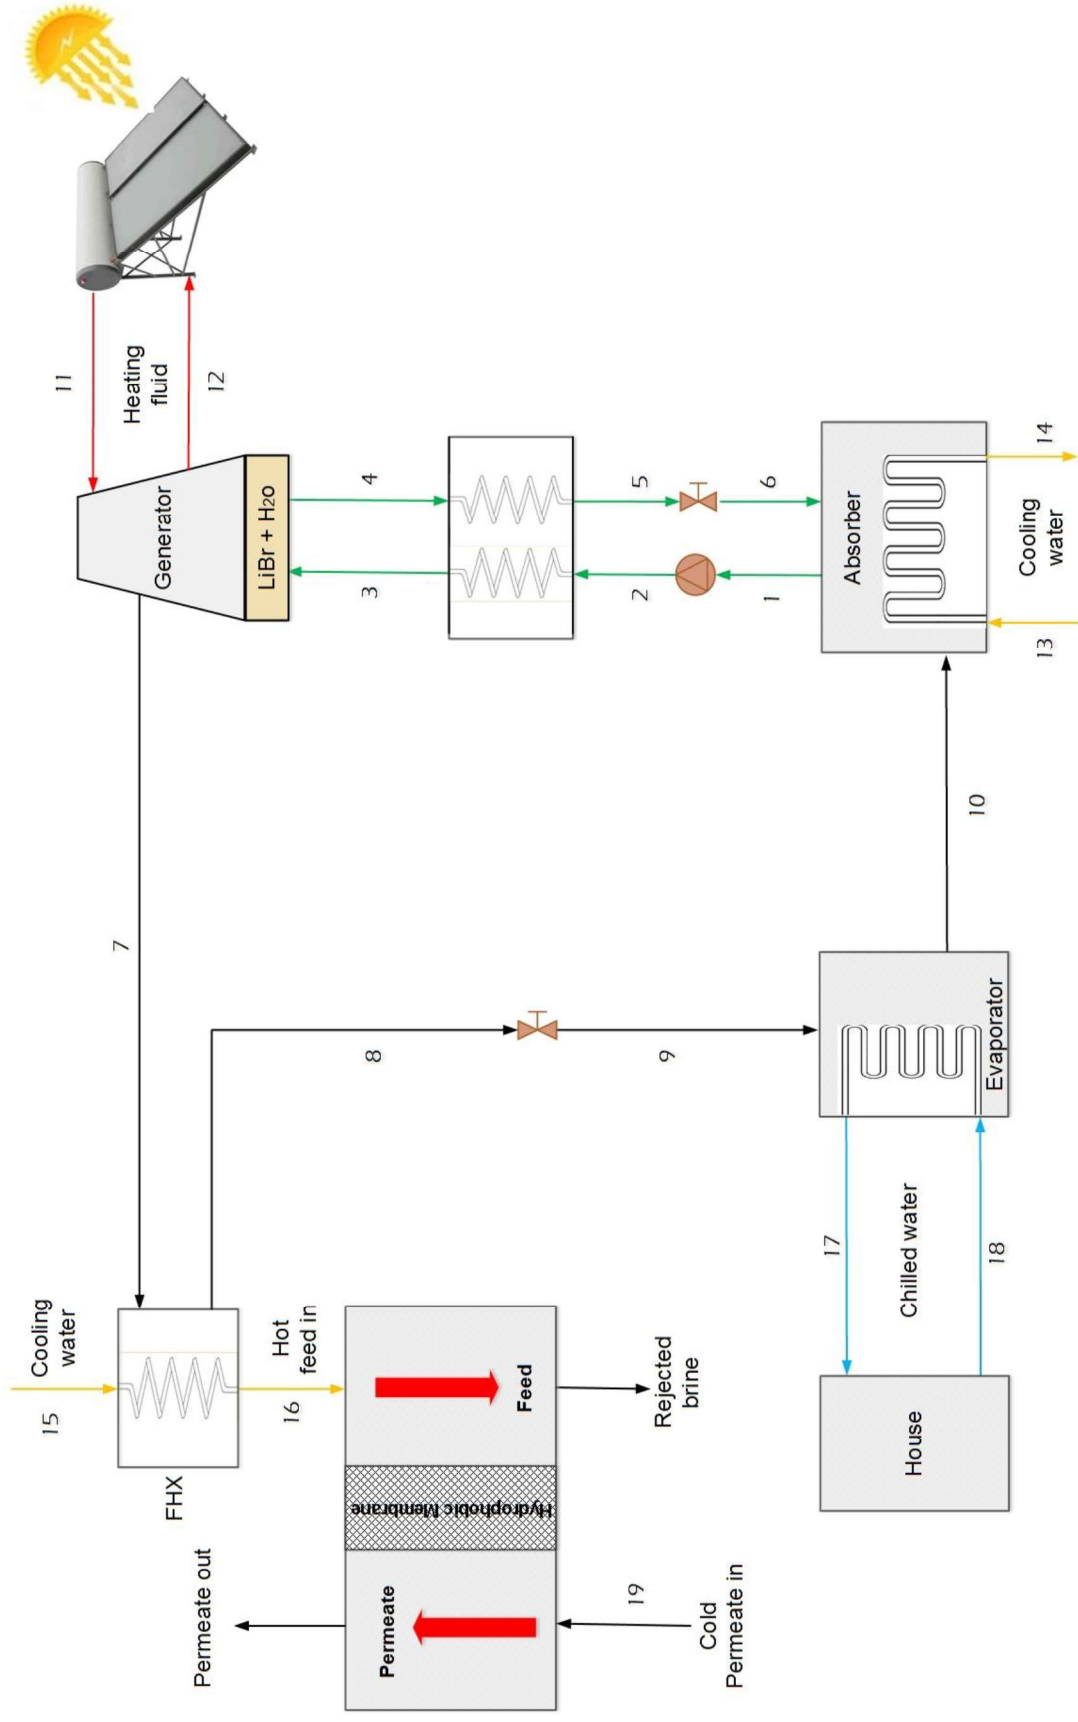 15
Cooling
water
11
7
Heating
fluid
Generator
FHX
Permeate out
12
LiBr + H2o
16
Hot
feed in
8
3
4
Permeate
Hydrophobic Membrane
Feed
19
2
5
9
Rejected
brine
Cold
Permeate in
1
6
17
Absorber
Chilled water
House
10
18
Evaporator
13
Cooling
water
14